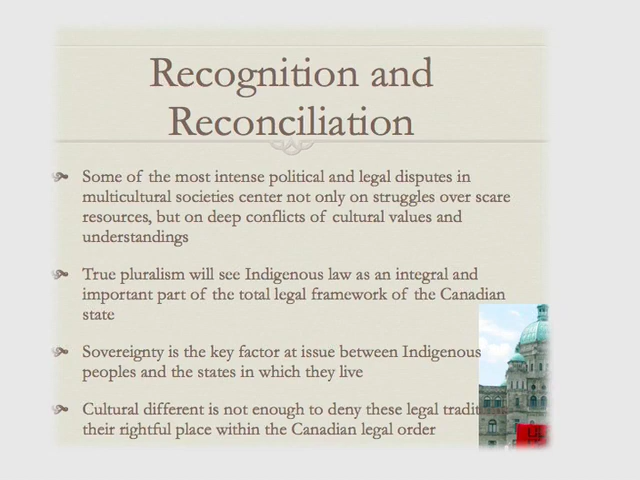 Recognition and
Reconciliation
Some of the most intense political and legal disputes in
multicultural societies center not only on struggles over scare
resources, but on deep conflicts of cultural values and
understandings
True pluralism will see Indigenous law as an integral and
important part of the total legal framework of the Canadian
state
Sovereignty is the key factor at issue between Indigenous
peoples and the states in which they live
Cultural different is not enough to deny these legal
their rightful place within the Canadian legal order